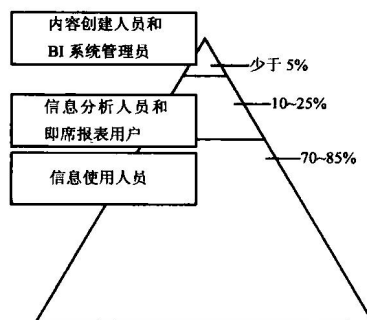 内容创建人员和
BI 系统管理员
少于 5%
信息分析人员和
即席报表用户
10~25%
信息使用人员
70~85%